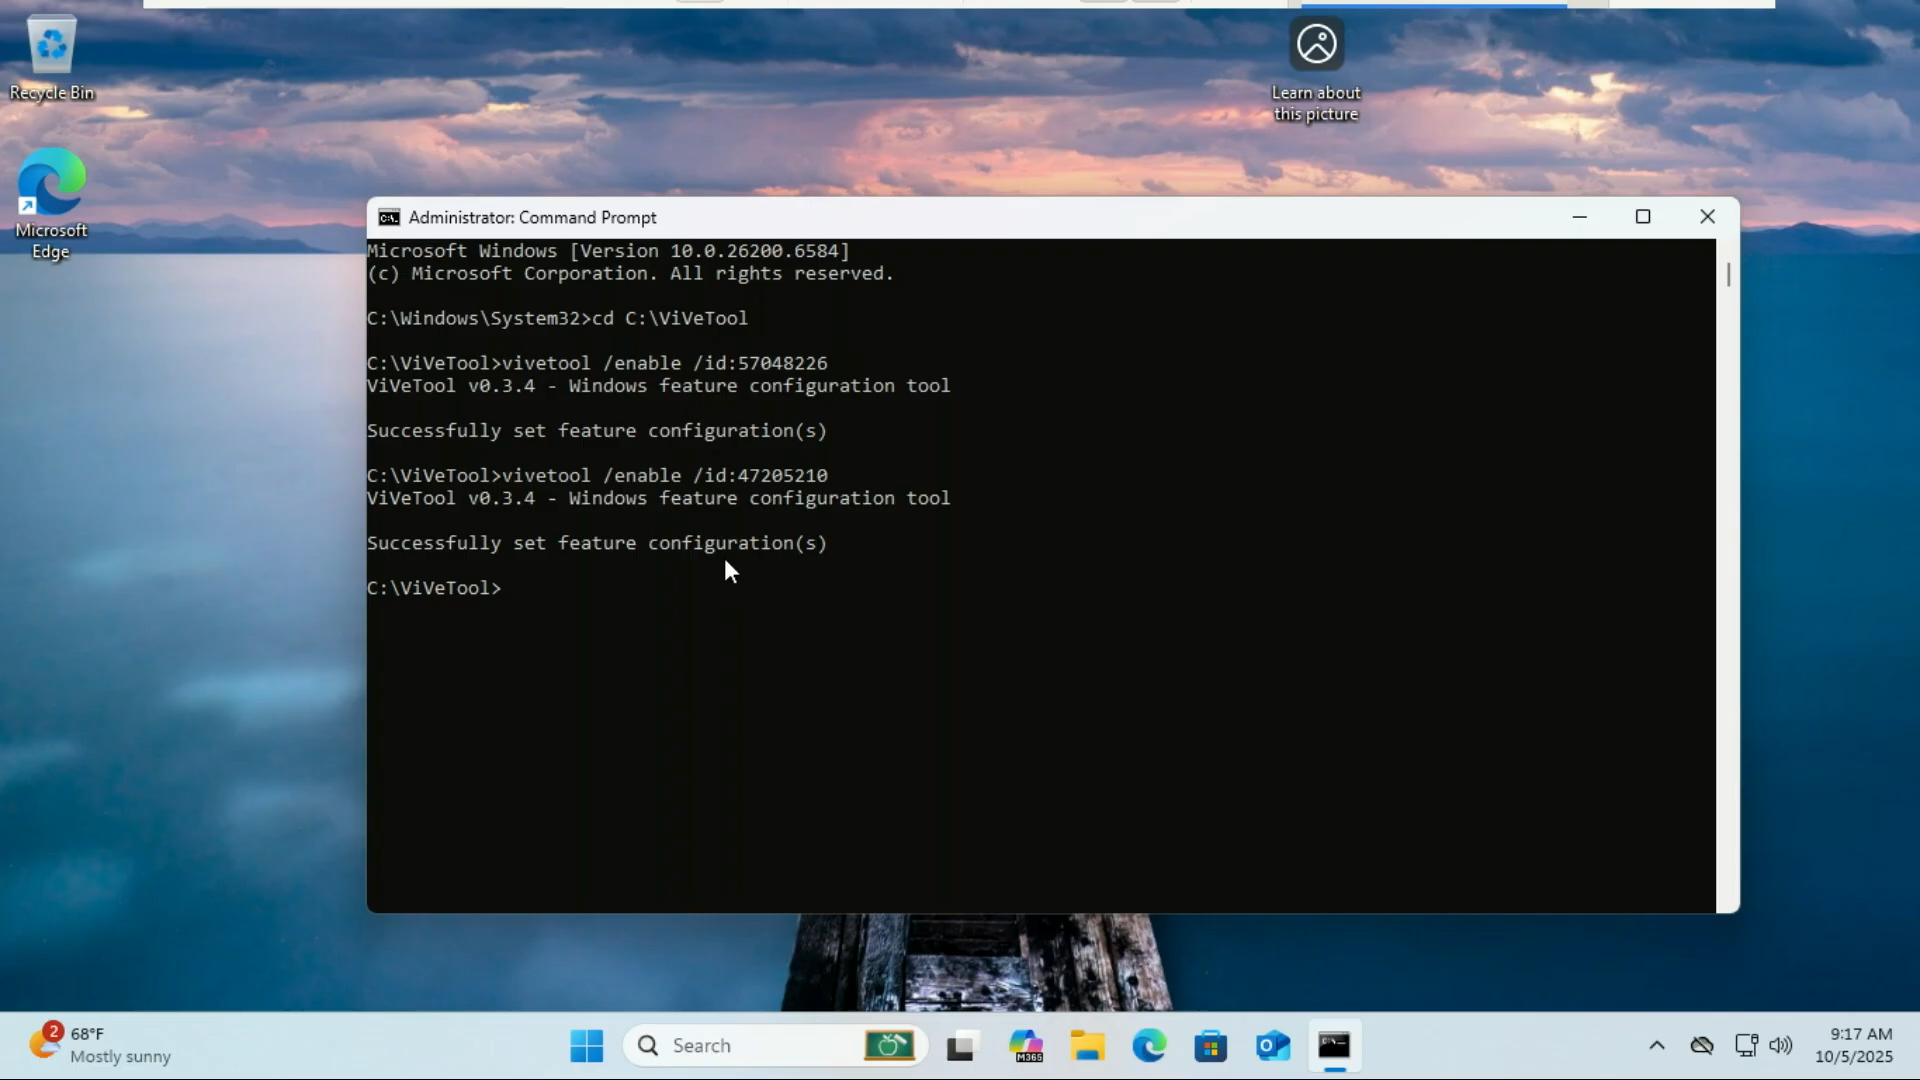 Recycle Bin
Microsoft
Edge
Learn about
this picture
Administrator: Command Prompt
Microsoft Windows [Version 10.0.26200.6584]
(c) Microsoft Corporation. All rights reserved.
C:\Windows\System32>cd C:\ViVeTool
C:\ViVeTool>vivetool /enable /id:57048226
ViVeTool v0.3.4 - Windows feature configuration tool
Successfully set feature configuration(s)
C:\ViVeTool>vivetool /enable /id:47205210
ViVeTool v0.3.4 - Windows feature configuration tool
Successfully set feature configuration(s)
C:\ViVeTool>
2
68°F
Mostly sunny
Search
M365
9:17 AM
10/5/2025